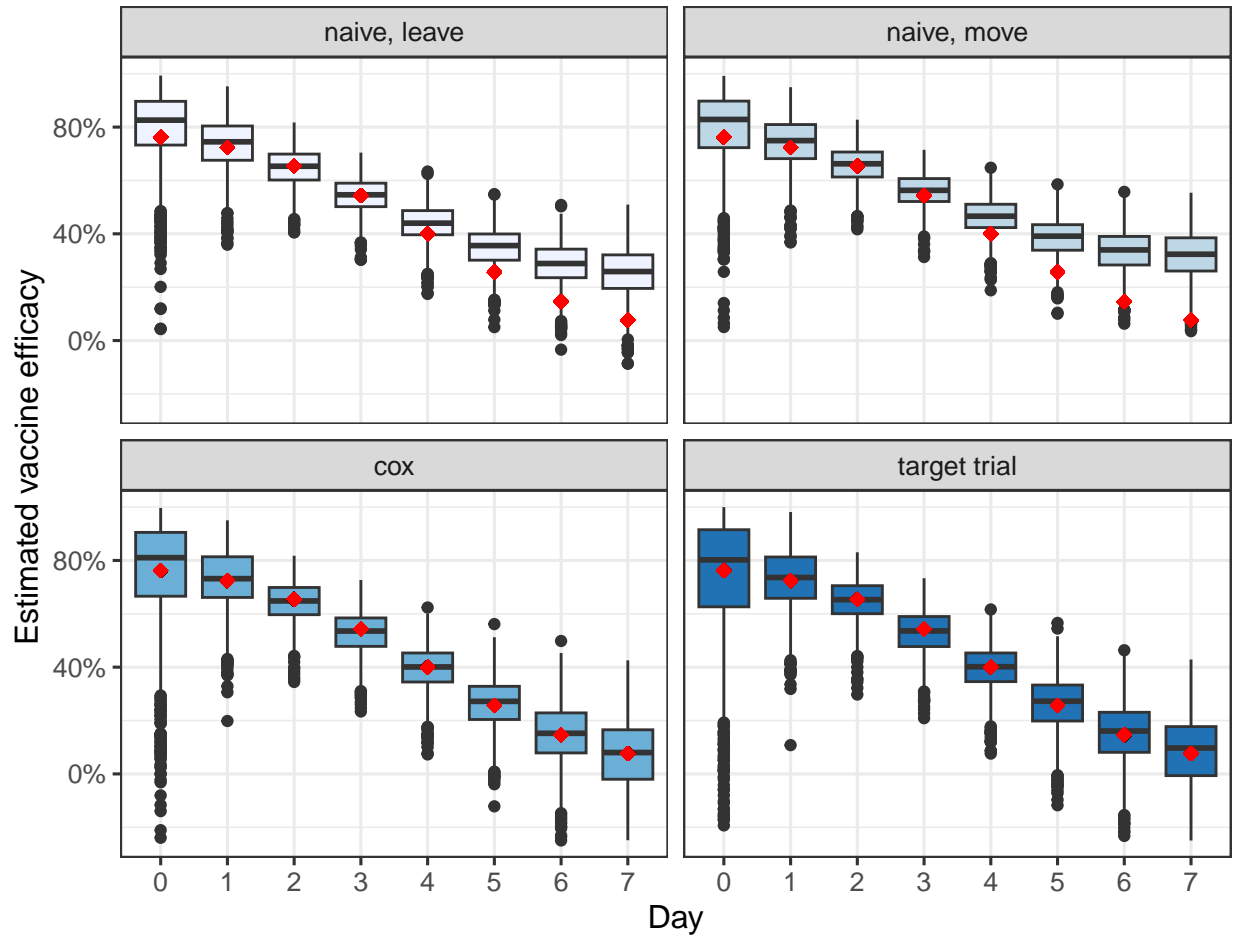 naive, leave
naive, move
80%
40%
0%
cox
target trial
80%
40%
0%
0 1 2 3 4 5 6 7
0 1 2 3 4 5 6 7
Day
Estimated vaccine efficacy